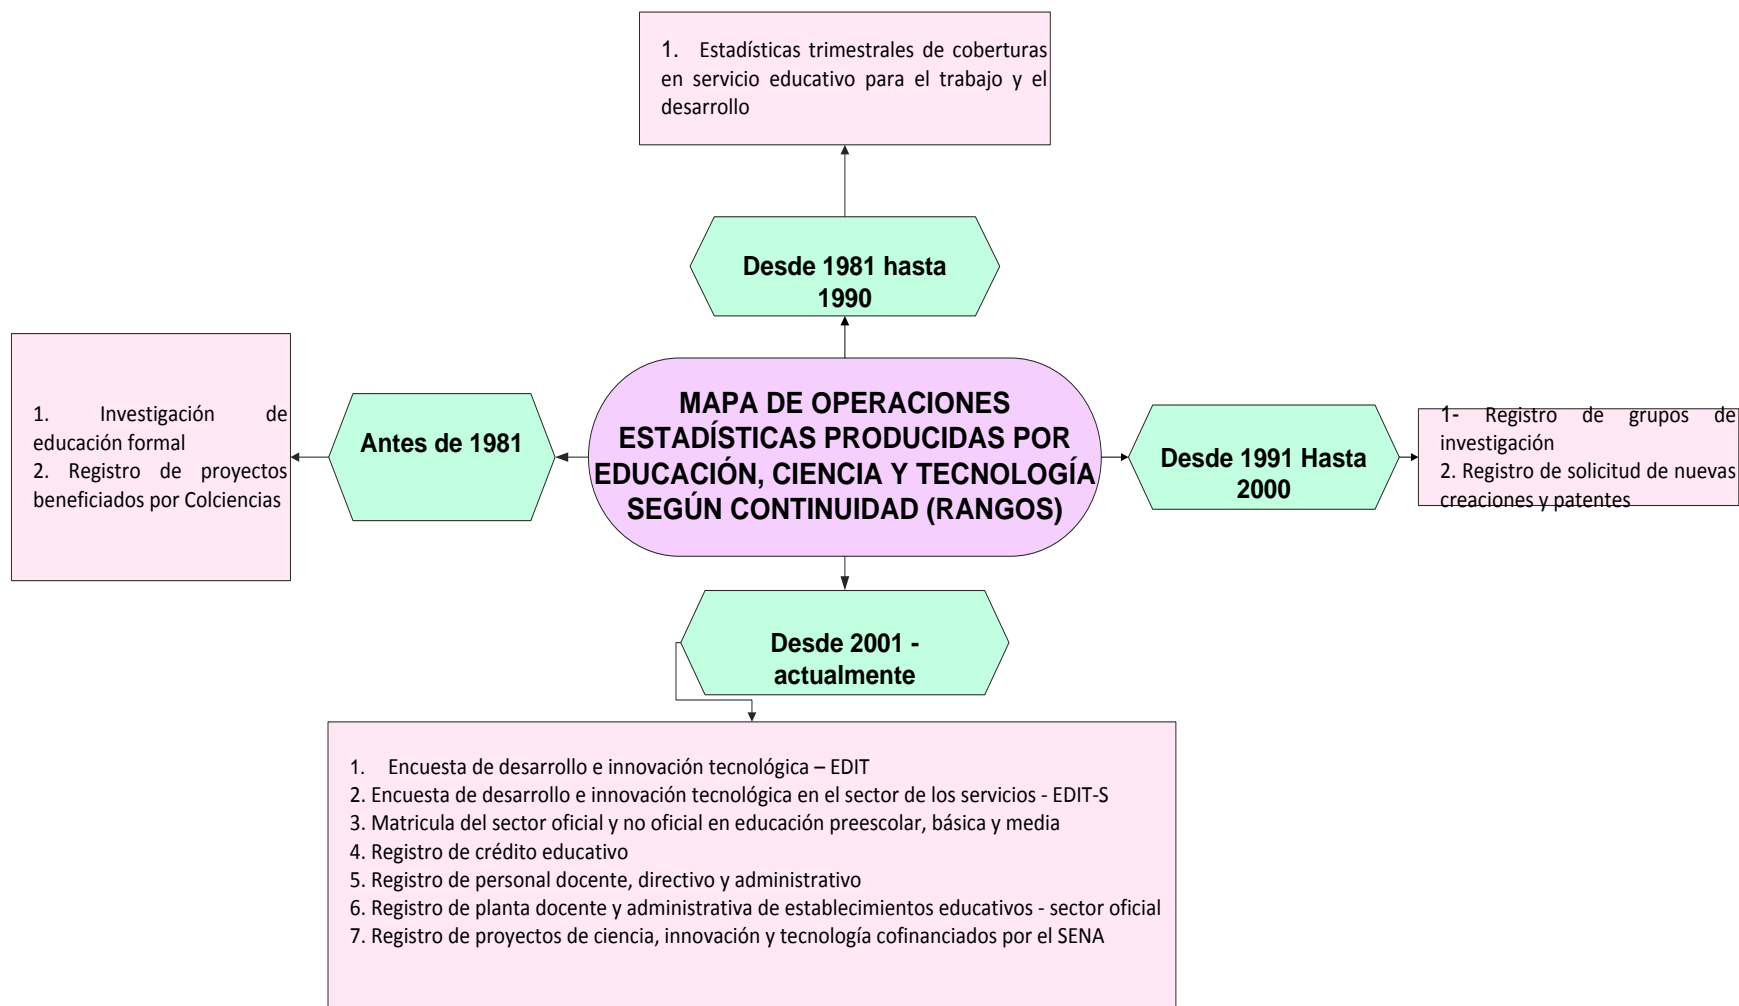 1. Estadísticas trimestrales de coberturas
en servicio educativo para el trabajo y el
desarrollo
Desde 1981 hasta
1990
1. Investigación de
educación formal
2. Registro de proyectos
beneficiados por Colciencias
Antes de 1981
MAPA DE OPERACIONES
ESTADÍSTICAS PRODUCIDAS POR
EDUCACIÓN, CIENCIA Y TECNOLOGÍA
SEGÚN CONTINUIDAD (RANGOS)
Desde 1991 Hasta
2000
1- Registro de grupos de
investigación
2. Registro de solicitud de nuevas
creaciones y patentes
Desde 2001 -
actualmente
1. Encuesta de desarrollo e innovación tecnológica – EDIT
2. Encuesta de desarrollo e innovación tecnológica en el sector de los servicios - EDIT-S
3. Matricula del sector oficial y no oficial en educación preescolar, básica y media
4. Registro de crédito educativo
5. Registro de personal docente, directivo y administrativo
6. Registro de planta docente y administrativa de establecimientos educativos - sector oficial
7. Registro de proyectos de ciencia, innovación y tecnología cofinanciados por el SENA